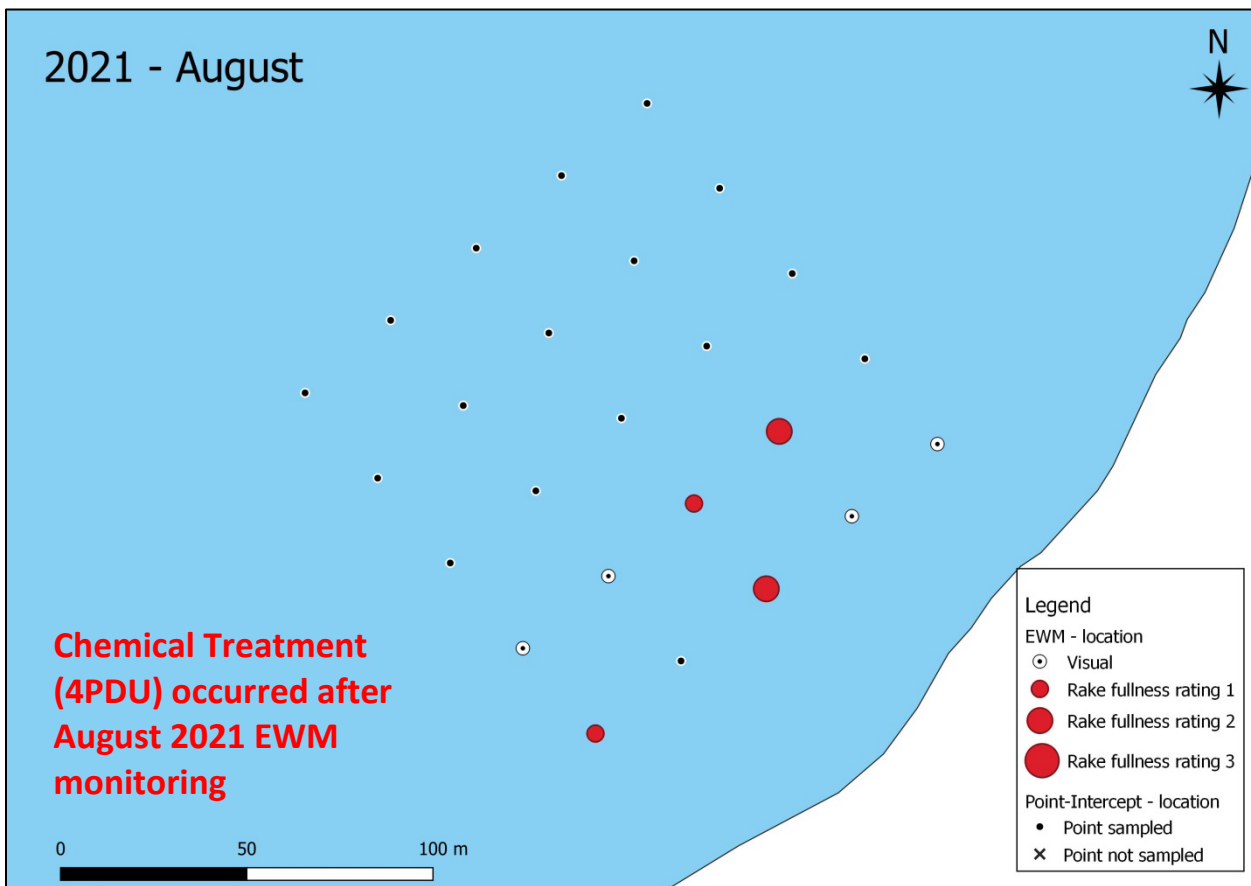 2021 - August
N
Chemical Treatment
(4PDU) occurred after
August 2021 EWM
monitoring
0 50 100 m
Legend
EWM - location
Visual
Rake fullness rating 1
Rake fullness rating 2
Rake fullness rating 3
Point-Intercept - location
Point sampled
Point not sampled